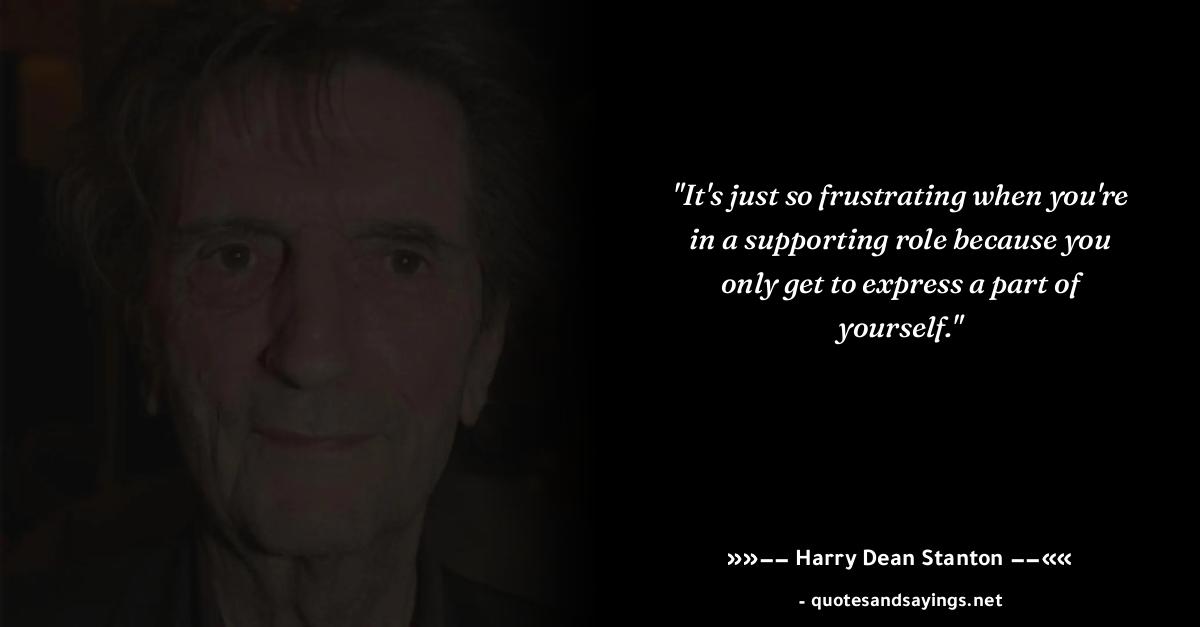 "It's just so frustrating when you're
in a supporting role because you
only get to express a part of
yourself."
»»−− Harry Dean Stanton −−««
- quotesandsayings.net